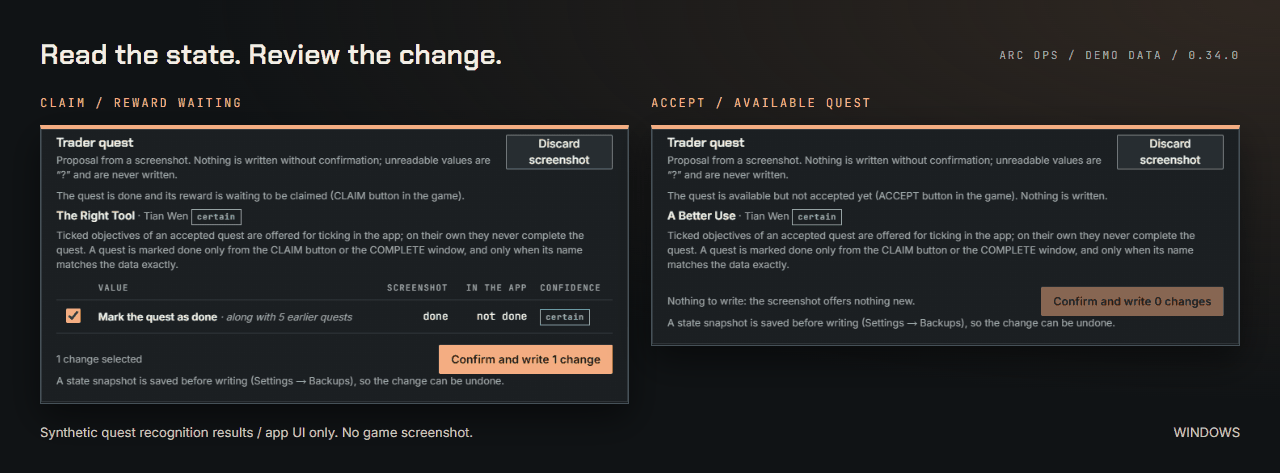 Read the state. Review the change.
ARC OPS / DEMO DATA / 0.34.0
CLAIM / REWARD WAITING
Trader quest
Discard
screenshot
Proposal from a screenshot. Nothing is written without confirmation; unreadable values are
"?" and are never written.
The quest is done and its reward is waiting to be claimed (CLAIM button in the game).
The Right Tool · Tian Wen certain
Ticked objectives of an accepted quest are offered for ticking in the app; on their own they never complete the
quest. A quest is marked done only from the CLAIM button or the COMPLETE window, and only when its name
matches the data exactly.
VALUE SCREENSHOT IN THE APP CONFIDENCE
Mark the quest as done · along with 5 earlier quests done not done certain
1 change selected
Confirm and write 1 change
A state snapshot is saved before writing (Settings → Backups), so the change can be undone.
ACCEPT / AVAILABLE QUEST
Trader quest
Discard
screenshot
Proposal from a screenshot. Nothing is written without confirmation; unreadable values are
"?" and are never written.
The quest is available but not accepted yet (ACCEPT button in the game). Nothing is written.
A Better Use · Tian Wen certain
Ticked objectives of an accepted quest are offered for ticking in the app; on their own they never complete the
quest. A quest is marked done only from the CLAIM button or the COMPLETE window, and only when its name
matches the data exactly.
Nothing to write: the screenshot offers nothing new.
Confirm and write 0 changes
A state snapshot is saved before writing (Settings → Backups), so the change can be undone.
Synthetic quest recognition results / app UI only. No game screenshot.
WINDOWS